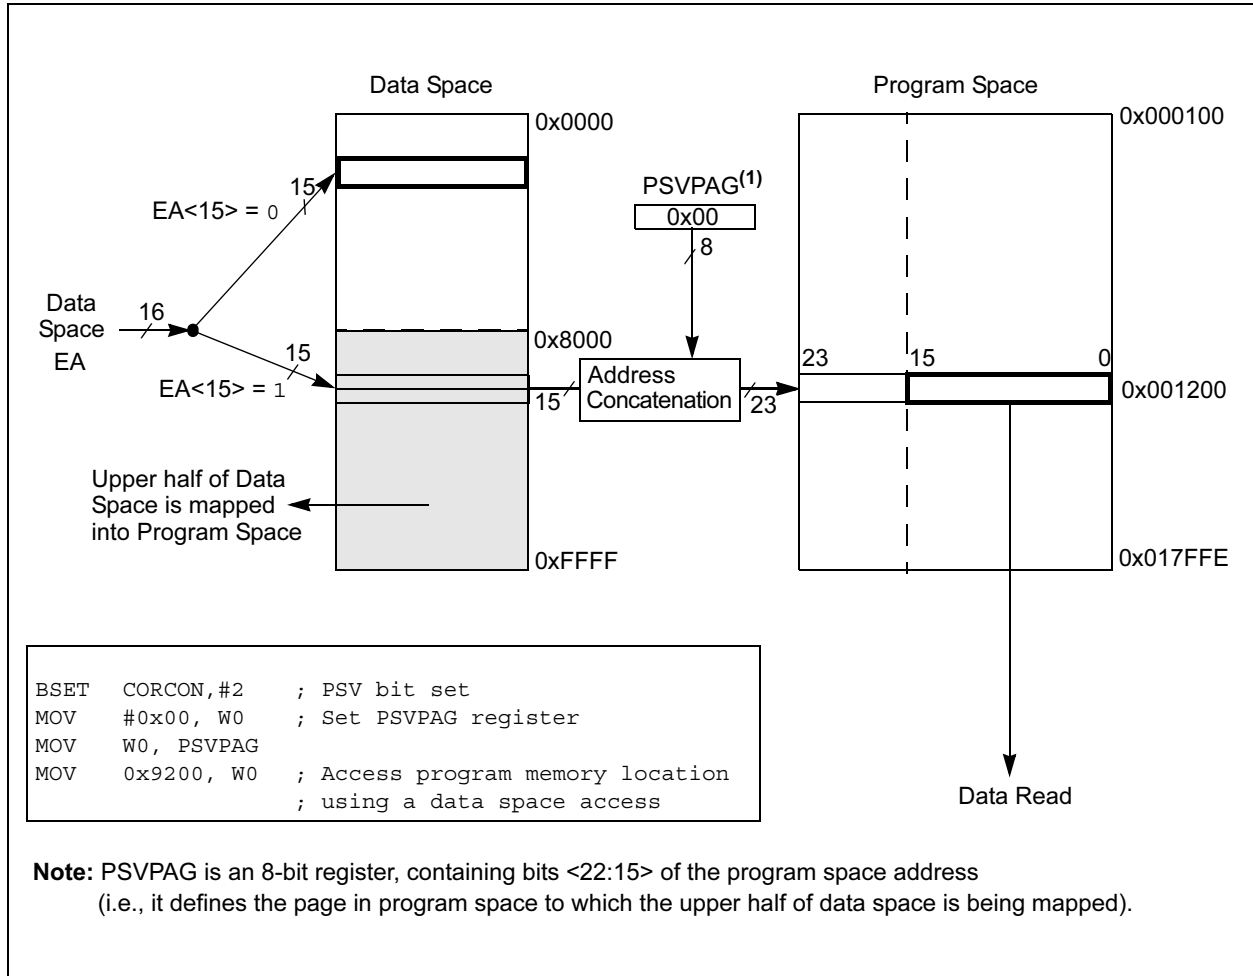 Data Space
Program Space
0x0000
0x000100
15
PSVPAG(1)
EA<15> = 0
0x00
8
Data
Space
EA
16
0x8000
15
23
15
0
EA<15> = 1
15
Address
Concatenation
23
0x001200
Upper half of Data
Space is mapped
into Program Space
0xFFFF
0x017FFE
BSET CORCON,#2 ; PSV bit set
MOV #0x00, W0 ; Set PSVPAG register
MOV W0, PSVPAG
MOV 0x9200, W0 ; Access program memory location
; using a data space access
Data Read
Note: PSVPAG is an 8-bit register, containing bits <22:15> of the program space address
(i.e., it defines the page in program space to which the upper half of data space is being mapped).